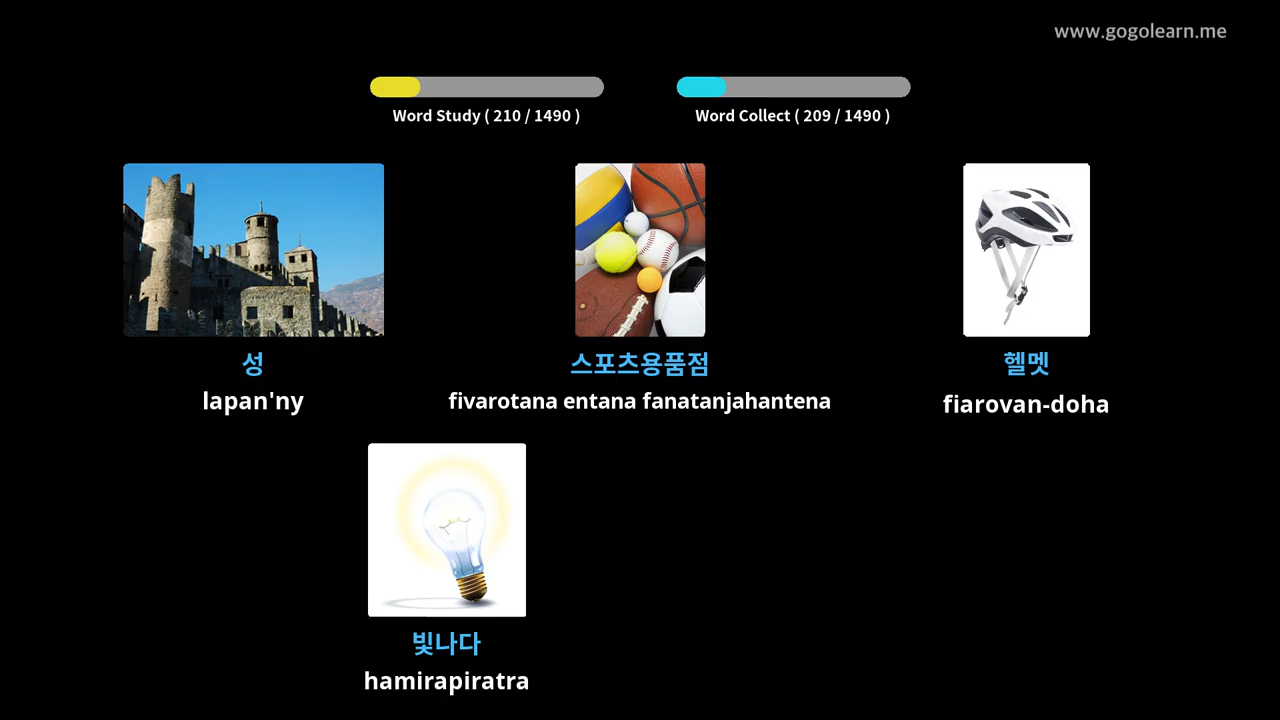 www.gogolearn.me
Word Study ( 210 / 1490 )
Word Collect ( 209 / 1490 )
성
lapan'ny
스포츠용품점
fivarotana entana fanatanjahantena
헬멧
fiarovan-doha
빛나다
hamirapiratra